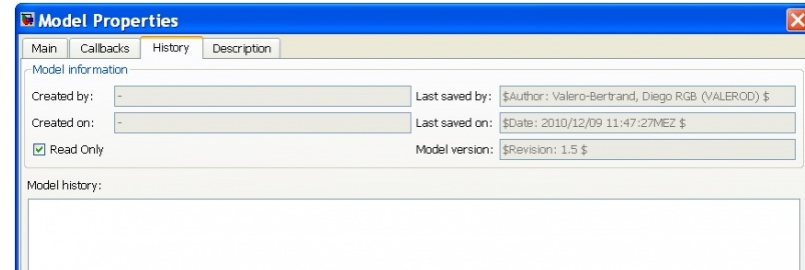 Model Properties
Main Callbacks History Description
Model information
Created by: - Last saved by: $Author: Valero-Bertrand, Diego RGB (VALEROD) $
Created on: - Last saved on: $Date: 2010/12/09 11:47:27MEZ $
Read Only Model version: $Revision: 1.5 $
Model history: